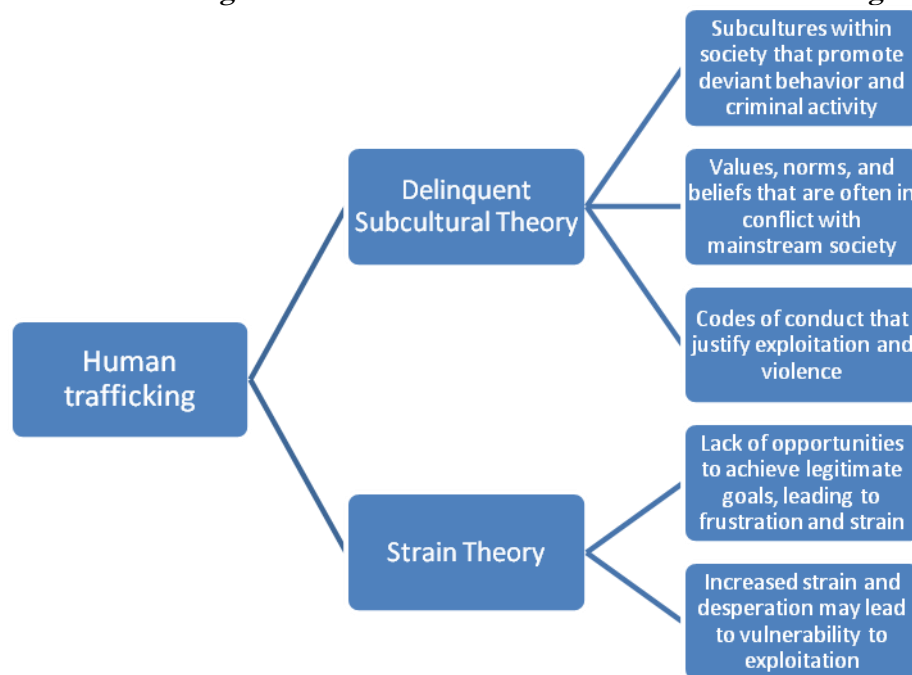 Human
trafficking
Delinquent
Subcultural Theory
Subcultures within
society that promote
deviant behavior and
criminal activity
Values, norms, and
beliefs that are often in
conflict with
mainstream society
Codes of conduct that
justify exploitation and
violence
Strain Theory
Lack of opportunities
to achieve legitimate
goals, leading to
frustration and strain
Increased strain and
desperation may lead
to vulnerability to
exploitation